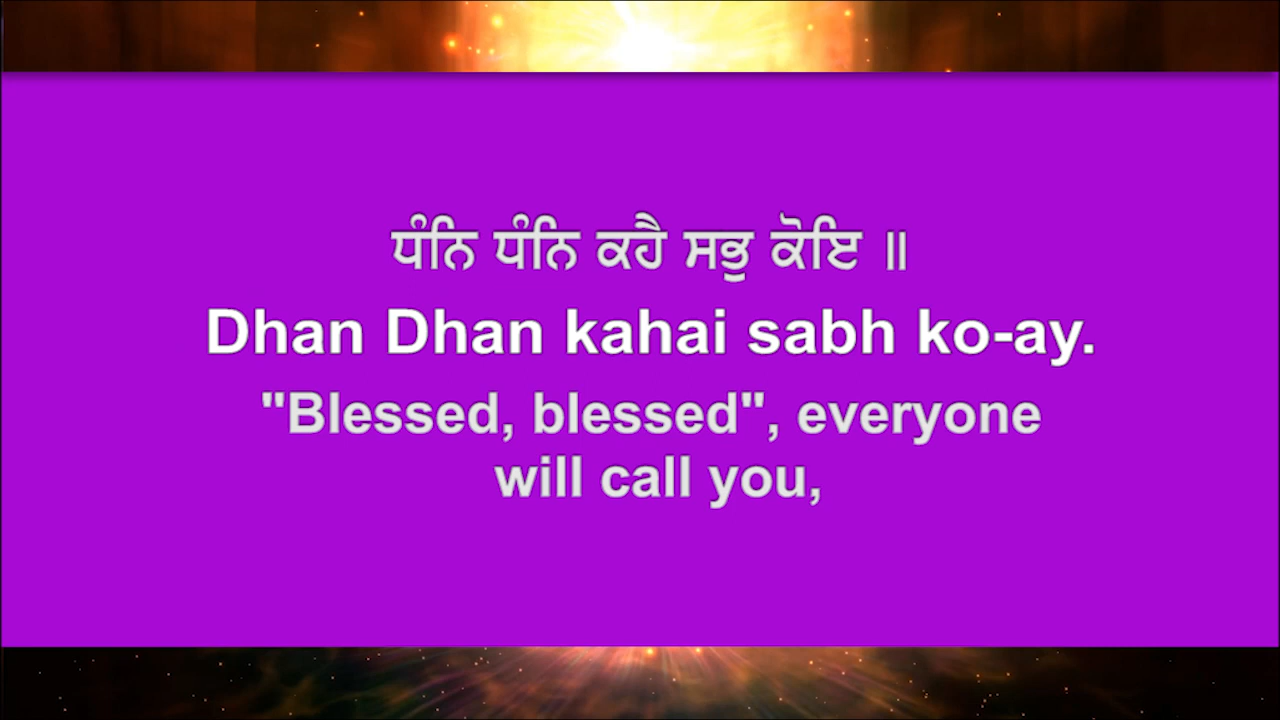 ਧੰਨਿ ਧੰਨਿ ਕਹੈ ਸਭੁ ਕੋਇ ॥
Dhan Dhan kahai sabh ko-ay.
"Blessed, blessed", everyone
will call you,